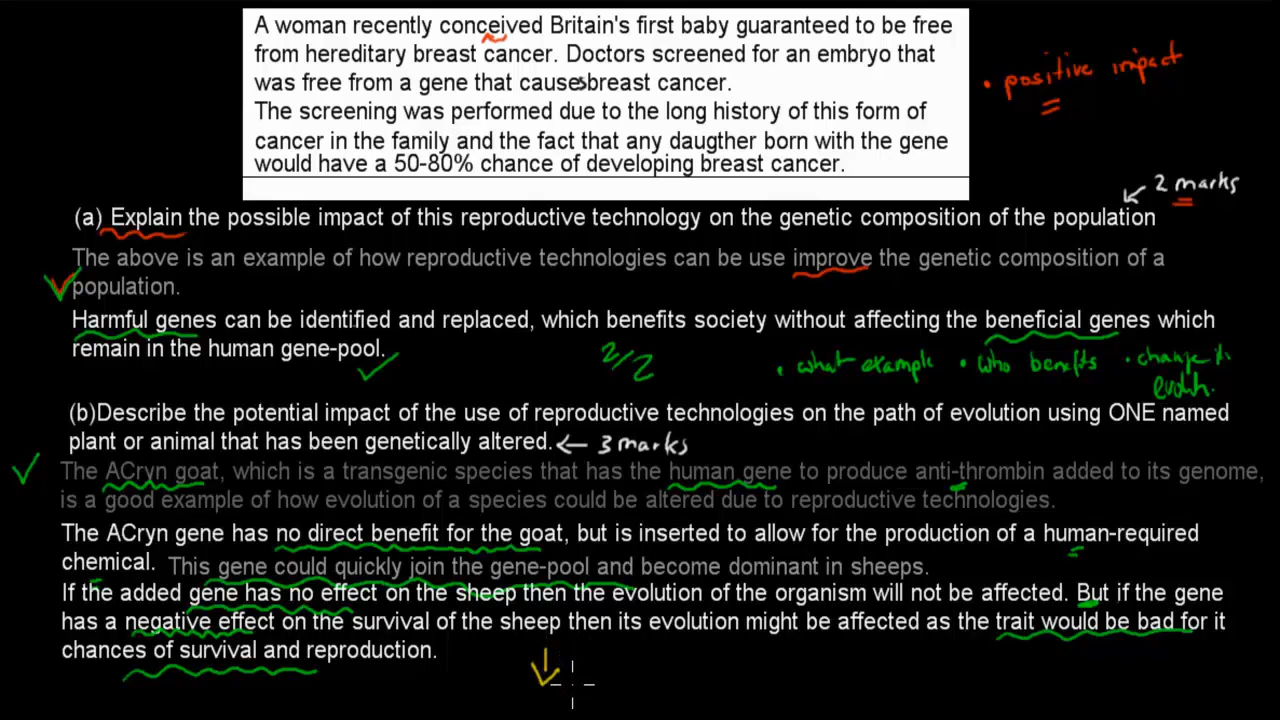 A woman recently conceived Britain's first baby guaranteed to be free
from hereditary breast cancer. Doctors screened for an embryo that
was free from a gene that causesbreast cancer.
The screening was performed due to the long history of this form of
cancer in the family and the fact that any daugther born with the gene
would have a 50-80% chance of developing breast cancer.
• positive impact
2 marks
(a) Explain the possible impact of this reproductive technology on the genetic composition of the population
The above is an example of how reproductive technologies can be use improve the genetic composition of a
population.
Harmful genes can be identified and replaced, which benefits society without affecting the beneficial genes which
remain in the human gene-pool.
2/2
• what example • who benefits • change its
evolutn.
(b)Describe the potential impact of the use of reproductive technologies on the path of evolution using ONE named
plant or animal that has been genetically altered. ← 3 marks
The ACryn goat, which is a transgenic species that has the human gene to produce anti-thrombin added to its genome,
is a good example of how evolution of a species could be altered due to reproductive technologies.
The ACryn gene has no direct benefit for the goat, but is inserted to allow for the production of a human-required
chemical. This gene could quickly join the gene-pool and become dominant in sheeps.
If the added gene has no effect on the sheep then the evolution of the organism will not be affected. But if the gene
has a negative effect on the survival of the sheep then its evolution might be affected as the trait would be bad for it
chances of survival and reproduction.